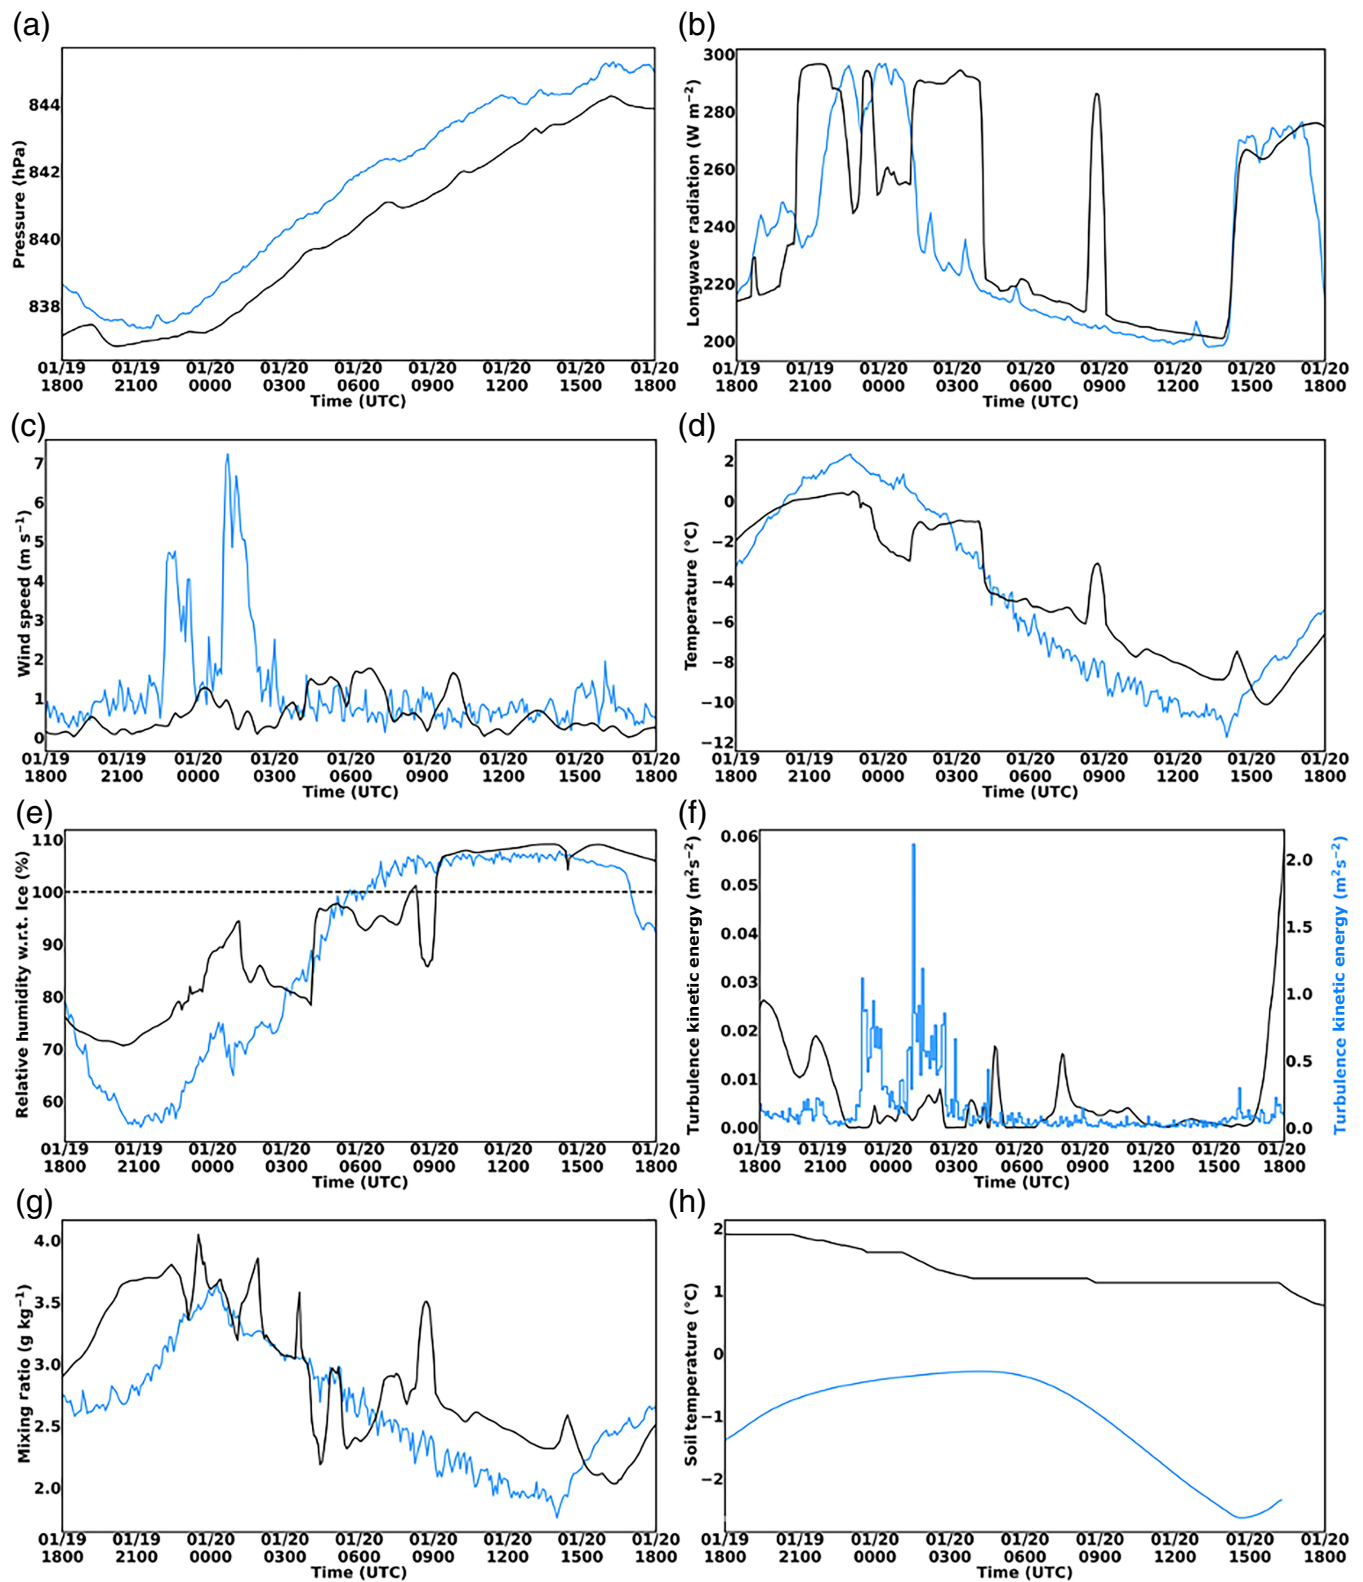 (a)
Pressure (hPa)
844
842
840
838
01/19 01/19 01/20 01/20 01/20 01/20 01/20 01/20 01/20
1800 2100 0000 0300 0600 0900 1200 1500 1800
Time (UTC)
(b)
Longwave radiation (W m⁻²)
300
280
260
240
220
200
01/19 01/19 01/20 01/20 01/20 01/20 01/20 01/20 01/20
1800 2100 0000 0300 0600 0900 1200 1500 1800
Time (UTC)
(c)
Wind speed (m s⁻¹)
7
6
5
4
3
2
1
0
01/19 01/19 01/20 01/20 01/20 01/20 01/20 01/20 01/20
1800 2100 0000 0300 0600 0900 1200 1500 1800
Time (UTC)
(d)
Temperature (°C)
2
0
−2
−4
−6
−8
−10
−12
01/19 01/19 01/20 01/20 01/20 01/20 01/20 01/20 01/20
1800 2100 0000 0300 0600 0900 1200 1500 1800
Time (UTC)
(e)
Relative humidity w.r.t. Ice (%)
110
100
90
80
70
60
01/19 01/19 01/20 01/20 01/20 01/20 01/20 01/20 01/20
1800 2100 0000 0300 0600 0900 1200 1500 1800
Time (UTC)
(f)
Turbulence kinetic energy (m²s⁻²)
0.06
0.05
0.04
0.03
0.02
0.01
0.00
2.0
1.5
1.0
0.5
0.0
Turbulence kinetic energy (m²s⁻²)
01/19 01/19 01/20 01/20 01/20 01/20 01/20 01/20 01/20
1800 2100 0000 0300 0600 0900 1200 1500 1800
Time (UTC)
(g)
Mixing ratio (g kg⁻¹)
4.0
3.5
3.0
2.5
2.0
01/19 01/19 01/20 01/20 01/20 01/20 01/20 01/20 01/20
1800 2100 0000 0300 0600 0900 1200 1500 1800
Time (UTC)
(h)
Soil temperature (°C)
2
1
0
−1
−2
01/19 01/19 01/20 01/20 01/20 01/20 01/20 01/20 01/20
1800 2100 0000 0300 0600 0900 1200 1500 1800
Time (UTC)